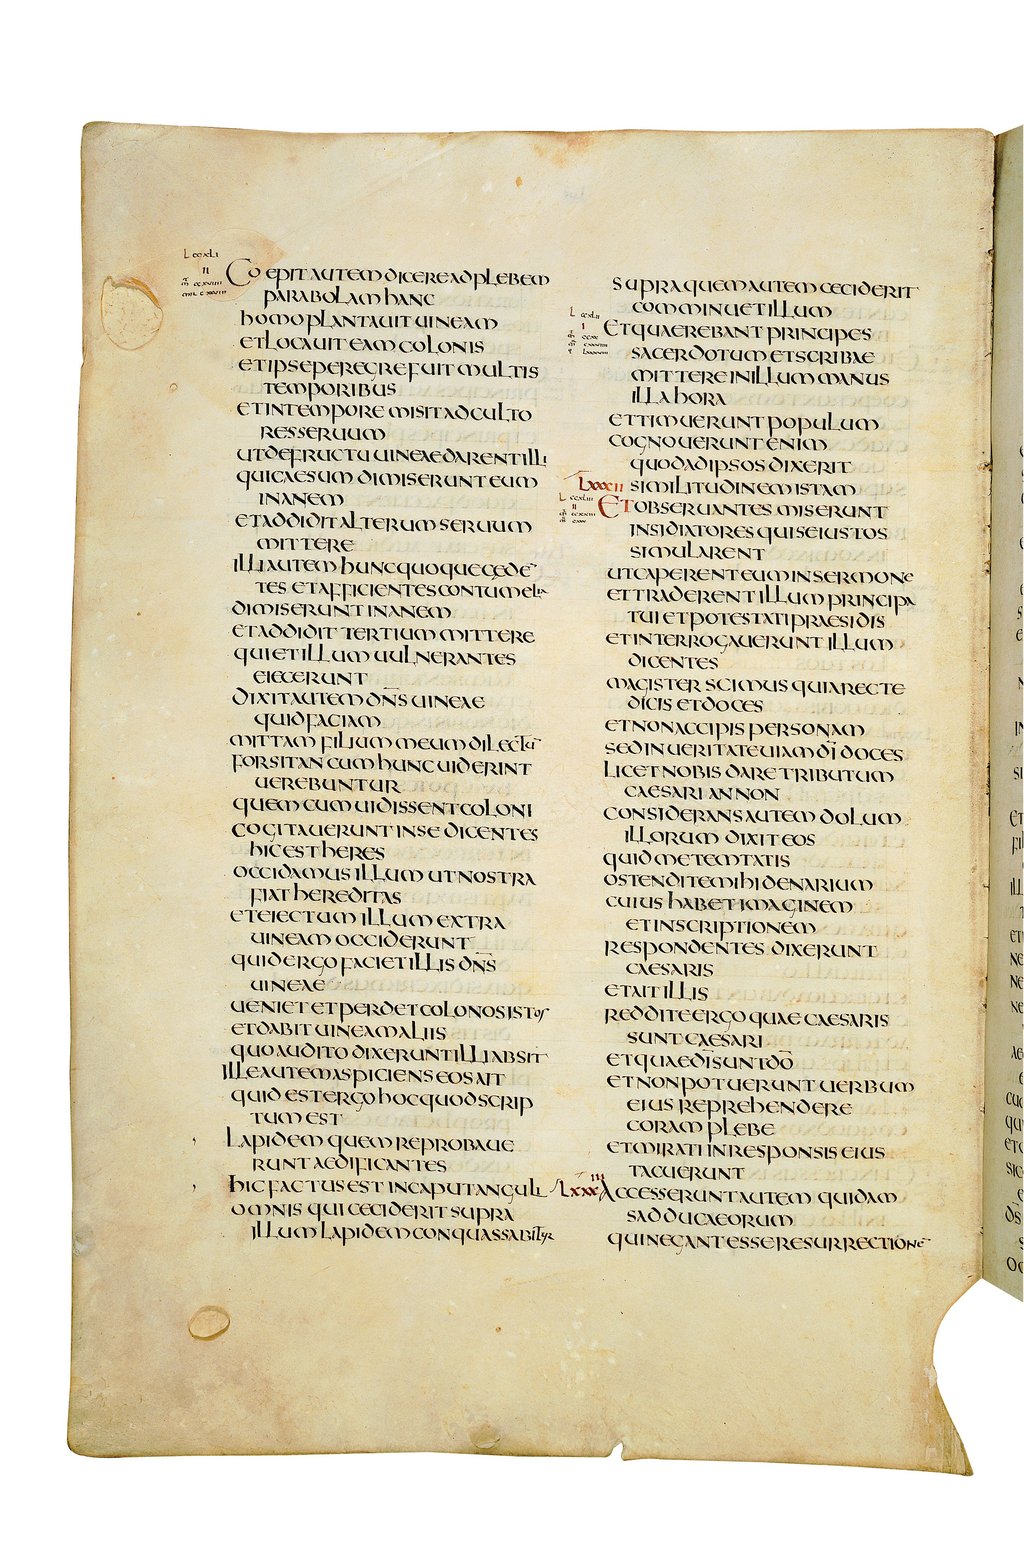 COEPIT AUTEM DICERE AD PLEBEM
PARABOLAM HANC
HOMO PLANTAUIT UINEAM
ET LOCAUIT EAM COLONIS
ET IPSE PEREGRE FUIT MULTIS
TEMPORIBUS
ET IN TEMPORE MISIT AD CULTO
RES SERUUM
UT DE FRUCTU UINEAE DARENT ILLI
QUI CAESUM DIMISERUNT EUM
INANEM
ET ADDIDIT ALTERUM SERUUM
MITTERE
ILLI AUTEM HUNC QUOQUE CEDE
TES ET AFFICIENTES CONTUMELIA
DIMISERUNT INANEM
ET ADDIDIT TERTIUM MITTERE
QUI ET ILLUM UULNERANTES
EIECERUNT
DIXIT AUTEM DN̅S UINEAE
QUID FACIAM
MITTAM FILIUM MEUM DILECTU̅
FORSITAN CUM HUNC UIDERINT
UEREBUNTUR
QUEM CUM UIDISSENT COLONI
COGITAUERUNT IN SE DICENTES
HIC EST HERES
OCCIDAMUS ILLUM UT NOSTRA
FIAT HEREDITAS
ET EIECTUM ILLUM EXTRA
UINEAM OCCIDERUNT
QUID ERGO FACIET ILLIS DN̅S
UINEAE
UENIET ET PERDET COLONOS ISTOS
ET DABIT UINEAM ALIIS
QUO AUDITO DIXERUNT ILLI ABSIT
ILLE AUTEM ASPICIENS EOS AIT
QUID EST ERGO HOC QUOD SCRIP
TUM EST
LAPIDEM QUEM REPROBAUE
RUNT AEDIFICANTES
HIC FACTUS EST IN CAPUT ANGULI
OMNIS QUI CECIDERIT SUPRA
ILLUM LAPIDEM CONQUASSABITUR
SUPRA QUEM AUTEM CECIDERIT
COMMINUET ILLUM
ET QUAEREBANT PRINCIPES
SACERDOTUM ET SCRIBAE
MITTERE IN ILLUM MANUS
ILLA HORA
ET TIMUERUNT POPULUM
COGNOUERUNT ENIM
QUOD AD IPSOS DIXERIT
SIMILITUDINEM ISTAM
LXXXII
ET OBSERUANTES MISERUNT
INSIDIATORES QUI SE IUSTOS
SIMULARENT
UT CAPERENT EUM IN SERMONE
ET TRADERENT ILLUM PRINCIPA
TUI ET POTESTATI PRAESIDIS
ET INTERROGAUERUNT ILLUM
DICENTES
MAGISTER SCIMUS QUIA RECTE
DICIS ET DOCES
ET NON ACCIPIS PERSONAM
SED IN UERITATE UIAM DI̅ DOCES
LICET NOBIS DARE TRIBUTUM
CAESARI AN NON
CONSIDERANS AUTEM DOLUM
ILLORUM DIXIT EOS
QUID ME TEMTATIS
OSTENDITE MIHI DENARIUM
CUIUS HABET IMAGINEM
ET INSCRIPTIONEM
RESPONDENTES DIXERUNT
CAESARIS
ET AIT ILLIS
REDDITE ERGO QUAE CAESARIS
SUNT CAESARI
ET QUAE DI̅ SUNT DO̅
ET NON POTUERUNT UERBUM
EIUS REPREHENDERE
CORAM PLEBE
ET MIRATI IN RESPONSIS EIUS
TACUERUNT
LXXXIII
ACCESSERUNT AUTEM QUIDAM
SADDUCAEORUM
QUI NEGANT ESSE RESURRECTIONE̅